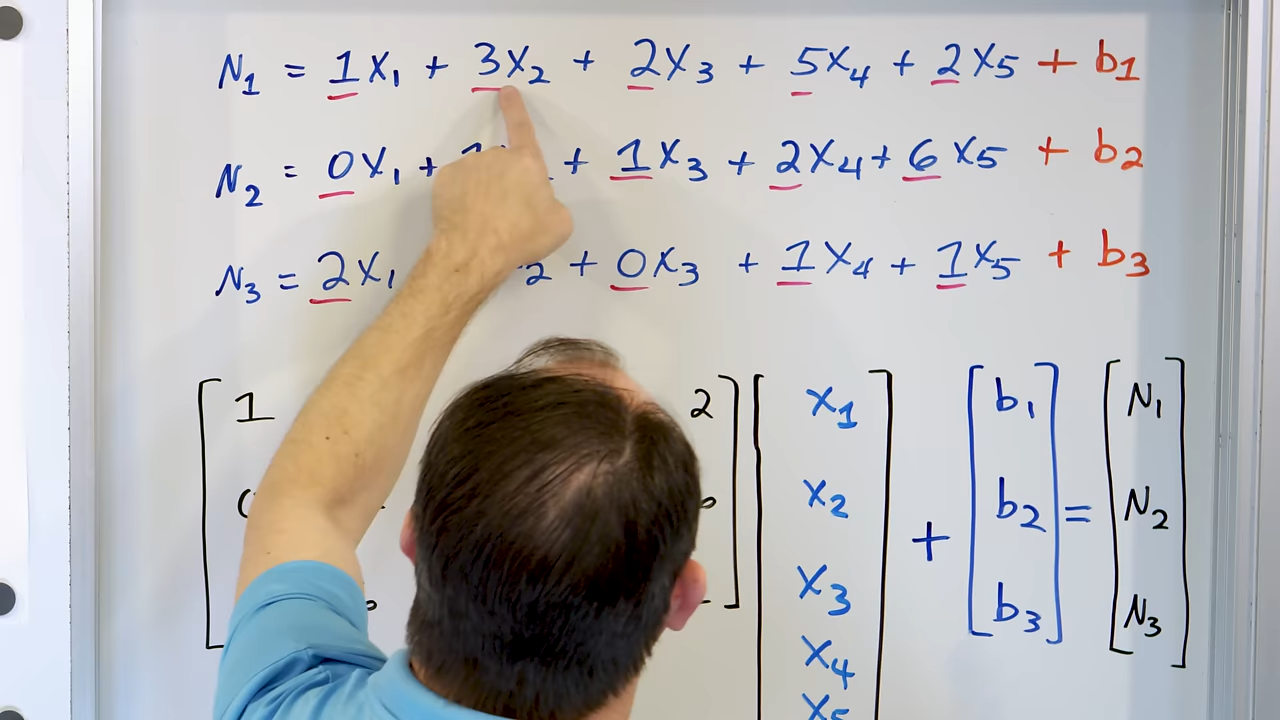 N₁ = 1x₁ + 3x₂ + 2x₃ + 5x₄ + 2x₅ + b₁
N₂ = 0x₁ + + 1x₃ + 2x₄ + 6x₅ + b₂
N₃ = 2x₁ ₂ + 0x₃ + 1x₄ + 1x₅ + b₃
1 2 x₁ b₁ N₁
x₂ + b₂ = N₂
x₃ b₃ N₃
x₄
x₅